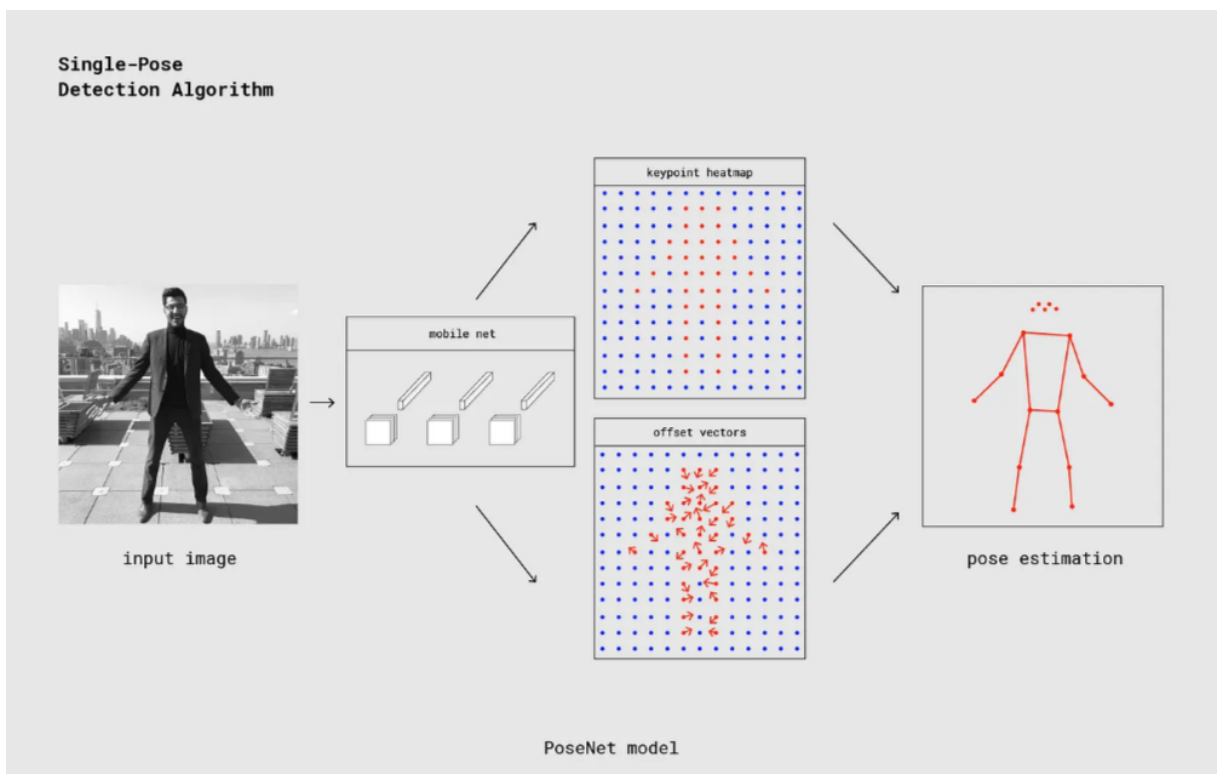 Single-Pose
Detection Algorithm
keypoint heatmap
mobile net
offset vectors
input image
pose estimation
PoseNet model